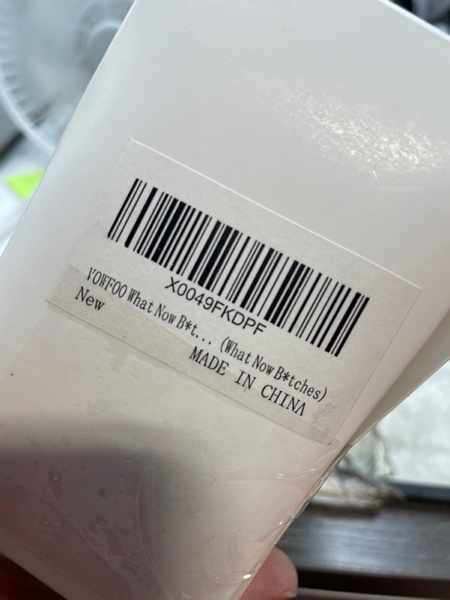 X0049FKDPF
VOWFOO What Now B*t... (What Now B*tches)
New
MADE IN CHINA